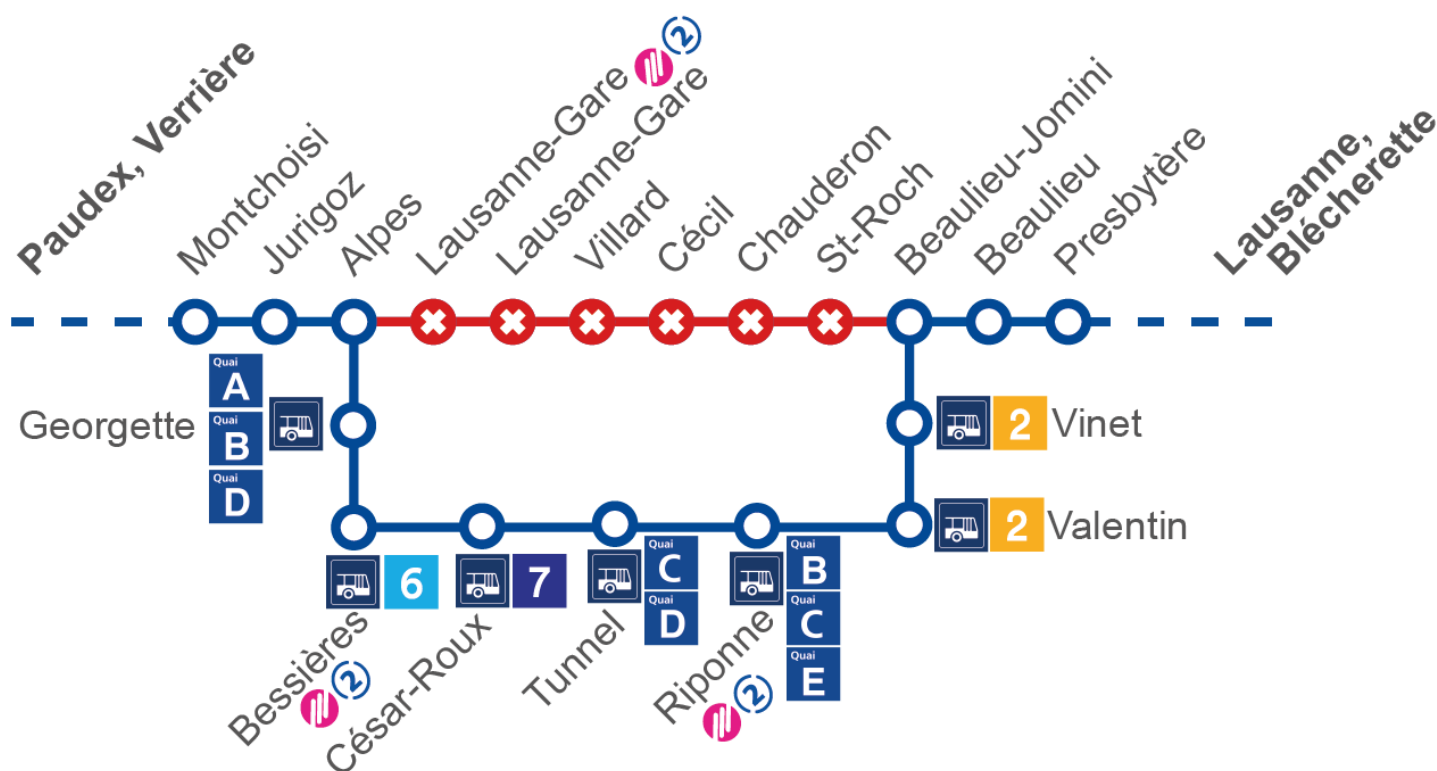 Paudex, Verrière
Montchoisi
Jurigoz
Alpes
Lausanne-Gare
2
Lausanne-Gare
Villard
Cécil
Chauderon
St-Roch
Beaulieu-Jomini
Beaulieu
Presbytère
Lausanne,
Blécherette
Georgette
Quai
A
Quai
B
Quai
D
2 Vinet
2 Valentin
6
Bessières
2
7
César-Roux
Tunnel
Quai
C
Quai
D
Riponne
2
Quai
B
Quai
C
Quai
E